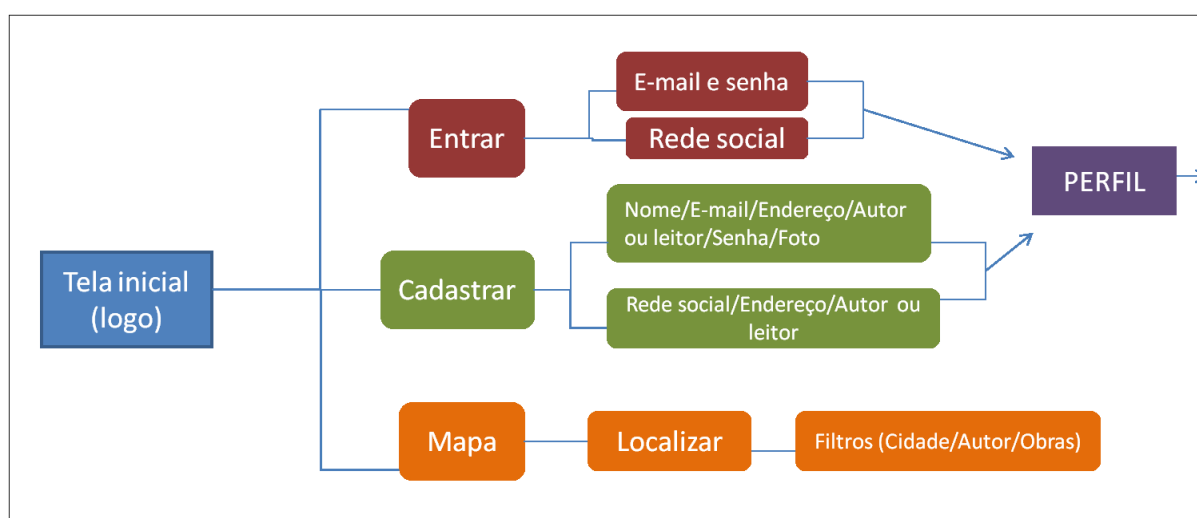 E-mail e senha
Entrar
Rede social
PERFIL
Nome/E-mail/Endereço/Autor
ou leitor/Senha/Foto
Tela inicial
(logo)
Cadastrar
Rede social/Endereço/Autor ou
leitor
Mapa
Localizar
Filtros (Cidade/Autor/Obras)